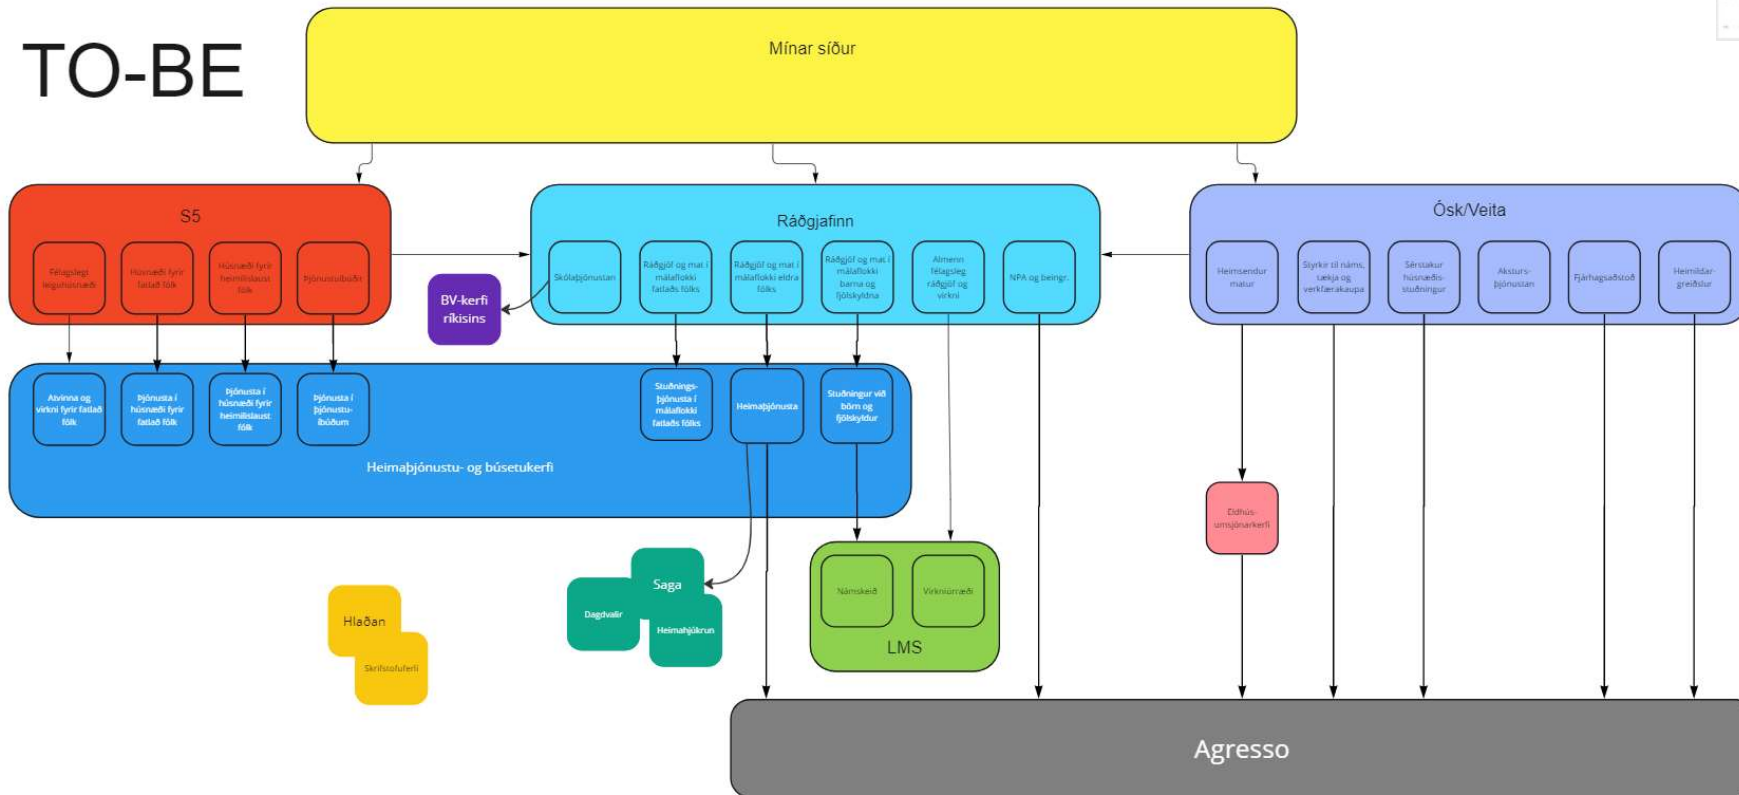 TO-BE
Mínar síður
S5
Félagslegt
leiguhúsnæði
Húsnæði fyrir
fatlað fólk
Húsnæði fyrir
heimilislaust
fólk
Þjónustuíbúðir
Ráðgjafinn
Skólaþjónustan
Ráðgjöf og mat í
málaflokki
fatlaðs fólks
Ráðgjöf og mat í
málaflokki eldra
fólks
Ráðgjöf og mat í
málaflokki
barna og
fjölskyldna
Almenn
félagsleg
ráðgjöf og
virkni
NPA og beingr.
Ósk/Veita
Heimsendur
matur
Styrkir til náms,
tækja og
verkfærakaupa
Sérstakur
húsnæðis-
stuðningur
Aksturs-
þjónustan
Fjárhagsaðstoð
Heimildar-
greiðslur
BV-kerfi
ríkisins
Atvinna og
virkni fyrir fatlað
fólk
Þjónusta í
húsnæði fyrir
fatlað fólk
Þjónusta í
húsnæði fyrir
heimilislaust
fólk
Þjónusta í
þjónustu-
íbúðum
Stuðnings-
þjónusta í
málaflokki
fatlaðs fólks
Heimaþjónusta
Stuðningur við
börn og
fjölskyldur
Heimaþjónustu- og búsetukerfi
Eldhús-
umsjónarkerfi
Saga
Dagdvalir
Heimahjúkrun
Hlaðan
Skrifstofuferli
Námskeið
Virkniúrræði
LMS
Agresso